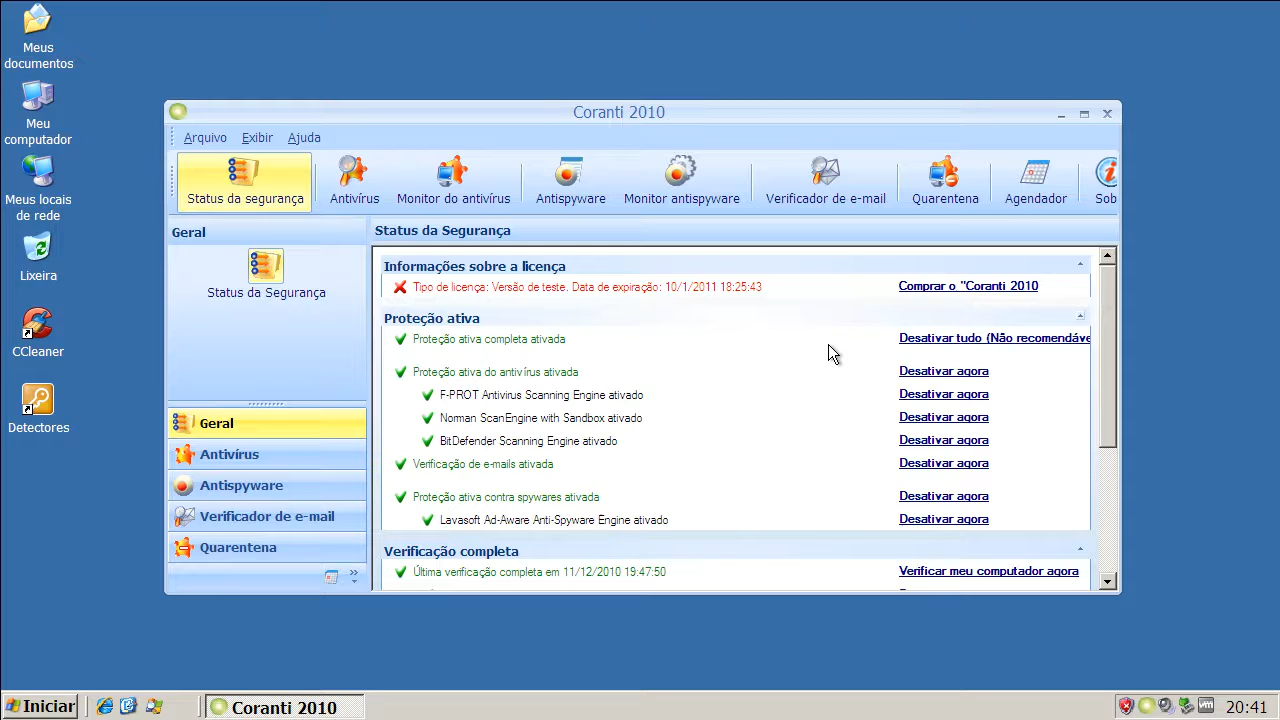 Meus
documentos
Meu
computador
Meus locais
de rede
Lixeira
CCleaner
Detectores
Coranti 2010
Arquivo Exibir Ajuda
Status da segurança Antivírus Monitor do antivírus Antispyware Monitor antispyware Verificador de e-mail Quarentena Agendador Sob
Geral
Status da Segurança
Geral
Antivírus
Antispyware
Verificador de e-mail
Quarentena
Status da Segurança
Informações sobre a licença
Tipo de licença: Versão de teste. Data de expiração: 10/1/2011 18:25:43 Comprar o "Coranti 2010
Proteção ativa
Proteção ativa completa ativada Desativar tudo (Não recomendáve
Proteção ativa do antivírus ativada Desativar agora
F-PROT Antivirus Scanning Engine ativado Desativar agora
Norman ScanEngine with Sandbox ativado Desativar agora
BitDefender Scanning Engine ativado Desativar agora
Verificação de e-mails ativada Desativar agora
Proteção ativa contra spywares ativada Desativar agora
Lavasoft Ad-Aware Anti-Spyware Engine ativado Desativar agora
Verificação completa
Última verificação completa em 11/12/2010 19:47:50 Verificar meu computador agora
Iniciar Coranti 2010 20:41